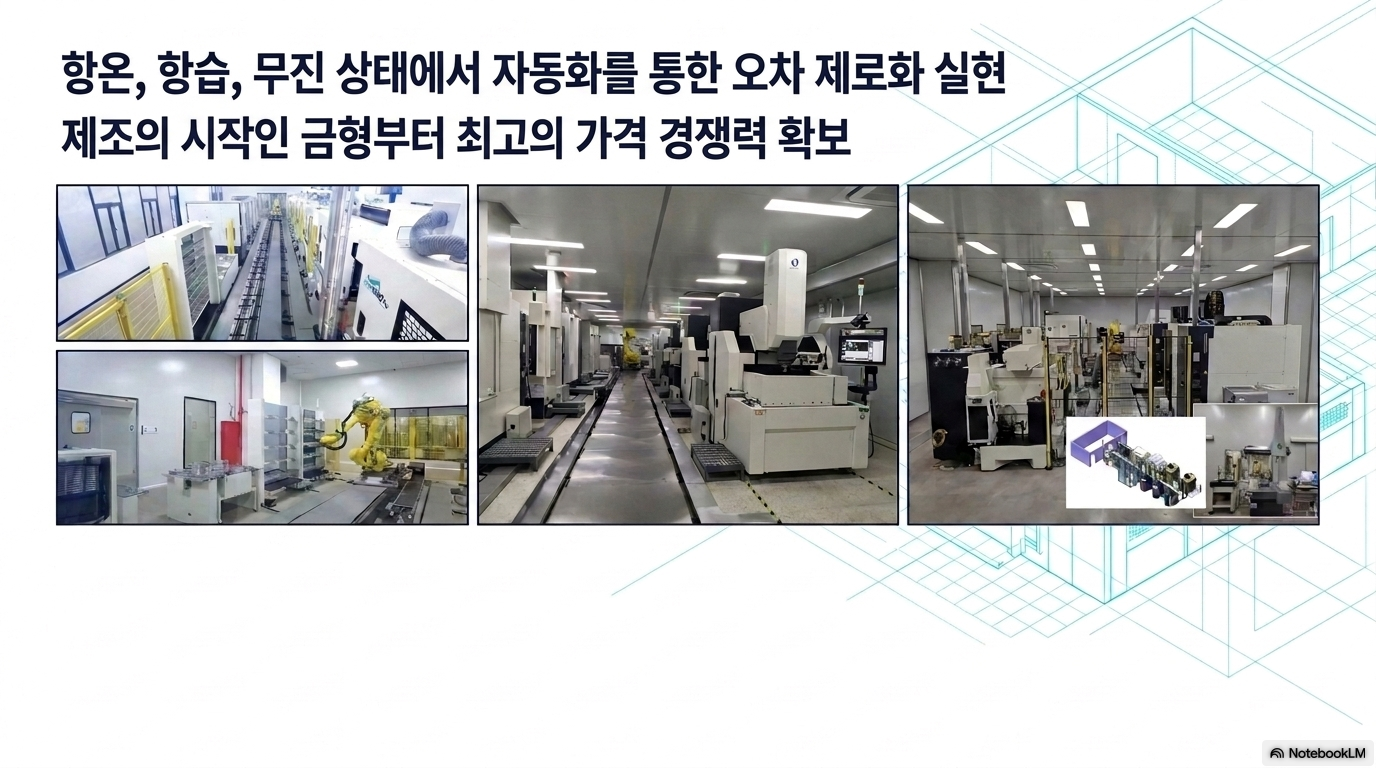 항온, 항습, 무진 상태에서 자동화를 통한 오차 제로화 실현
제조의 시작인 금형부터 최고의 가격 경쟁력 확보
NotebookLM